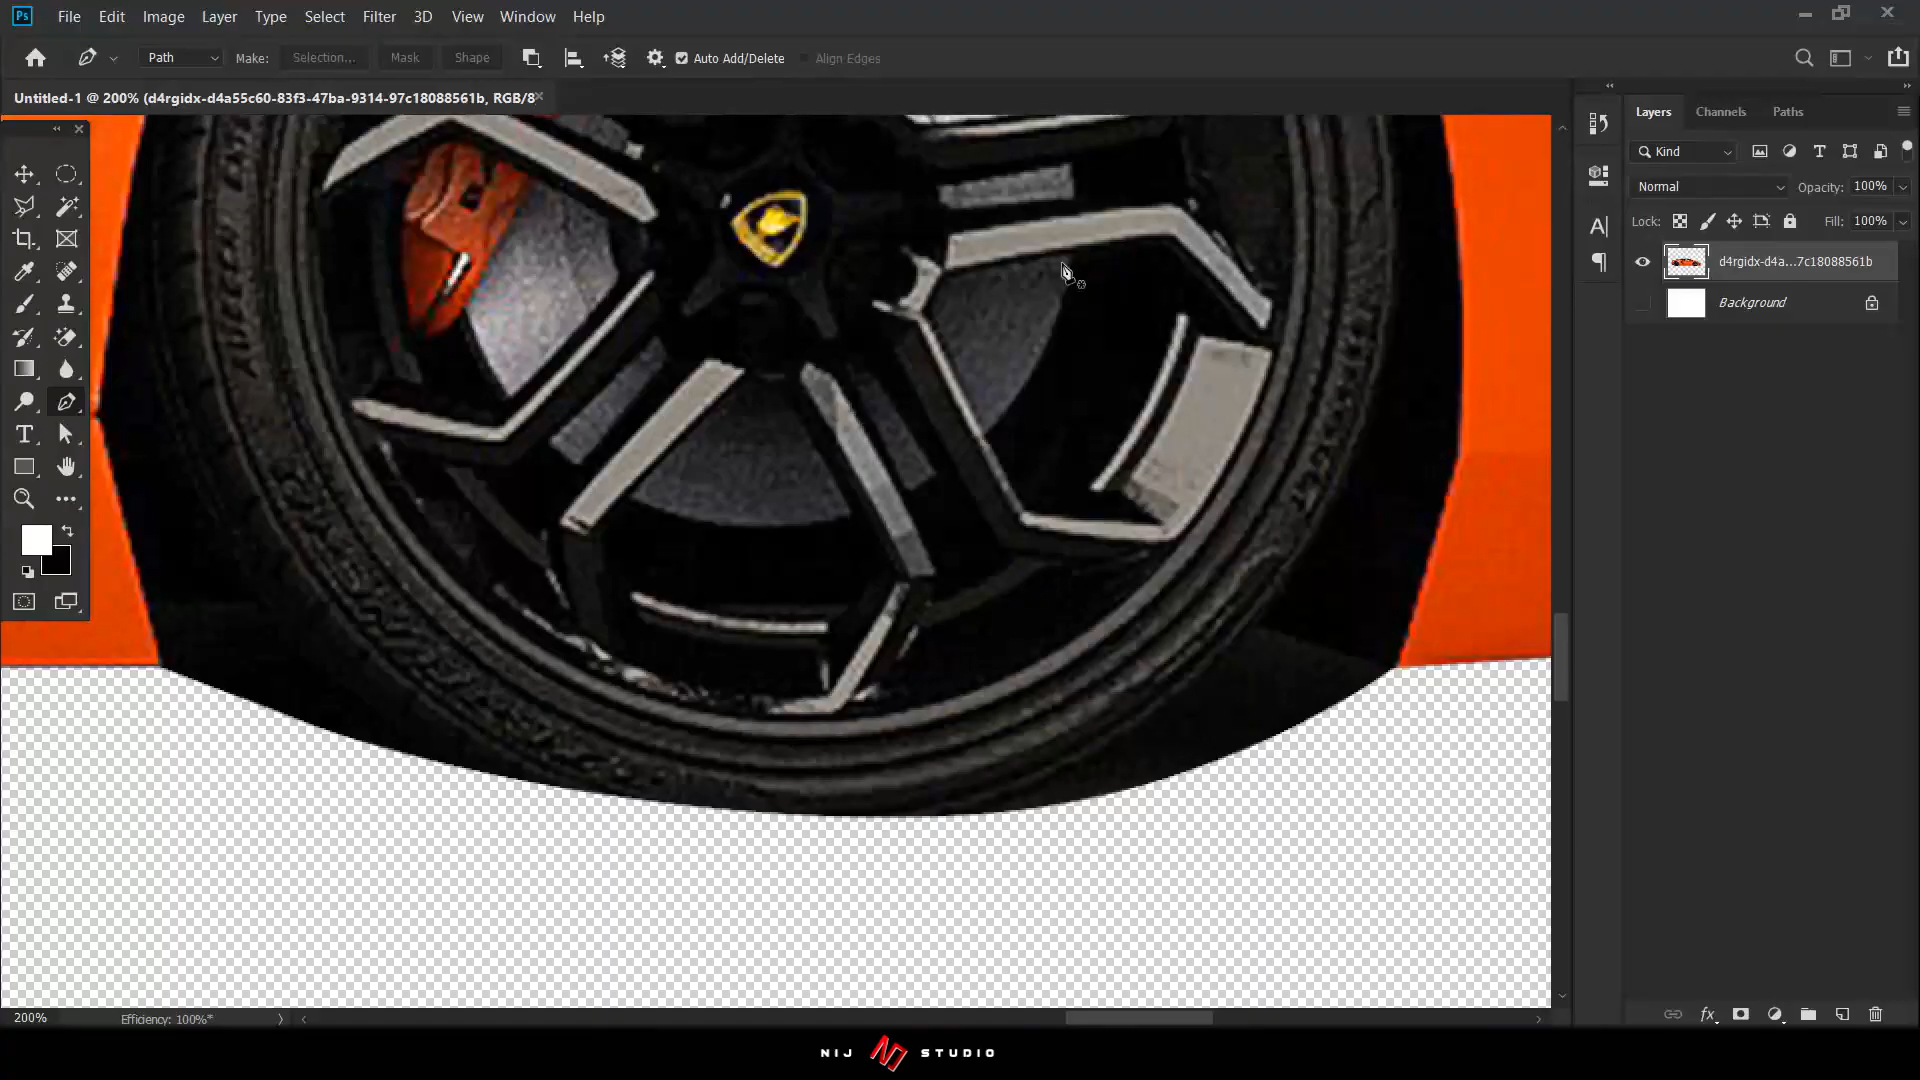 File Edit Image Layer Type Select Filter 3D View Window Help
Path Make: Selection... Mask Shape Auto Add/Delete Align Edges
Untitled-1 @ 200% (d4rgidx-d4a55c60-83f3-47ba-9314-97c18088561b, RGB/8
Layers Channels Paths
Kind
Normal Opacity: 100%
Lock: Fill: 100%
d4rgidx-d4a...7c18088561b
Background
200% Efficiency: 100%*
NIJ STUDIO